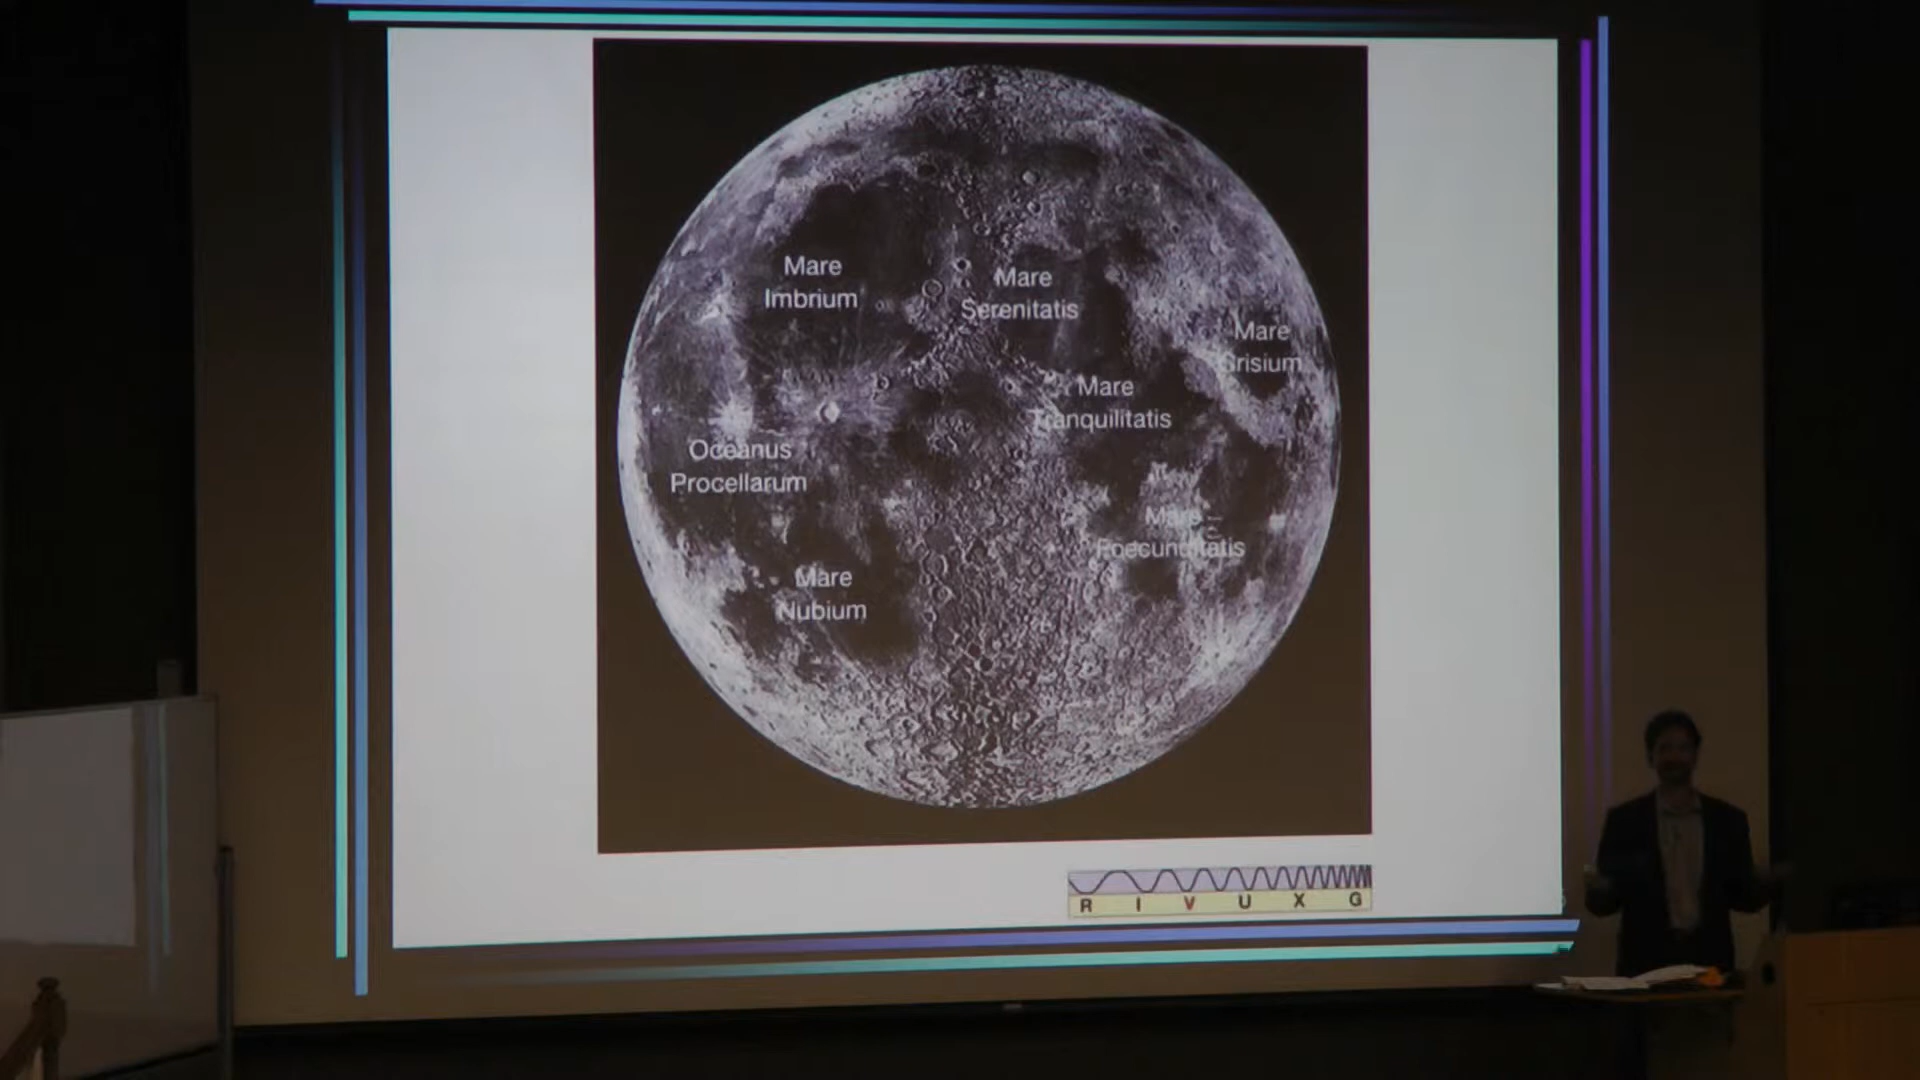 Mare
Imbrium
Mare
Serenitatis
Mare
Crisium
Mare
Tranquilitatis
Oceanus
Procellarum
Mare
Foecunditatis
Mare
Nubium
R I V U X G